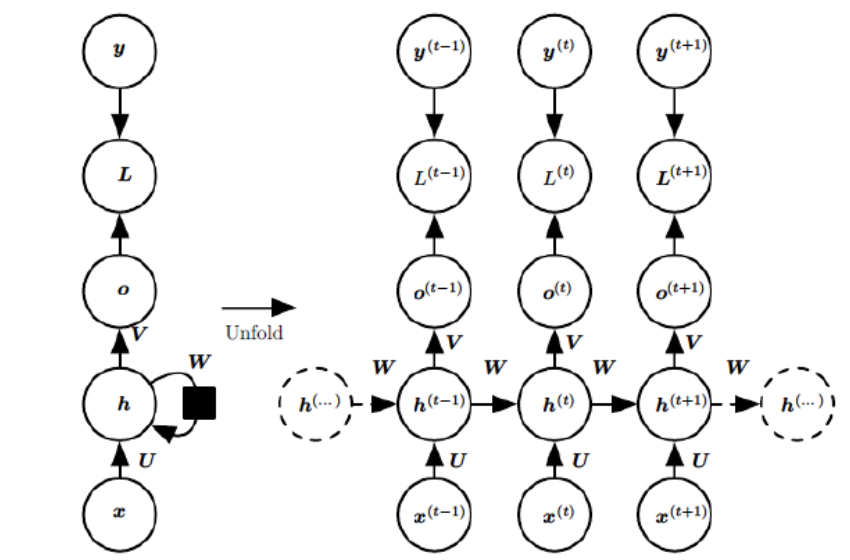 y y^(t−1) y^(t) y^(t+1)
L L^(t−1) L^(t) L^(t+1)
o o^(t−1) o^(t) o^(t+1)
Unfold
V V V V
W W W W W
h h^(...) h^(t−1) h^(t) h^(t+1) h^(...)
U U U U
x x^(t−1) x^(t) x^(t+1)